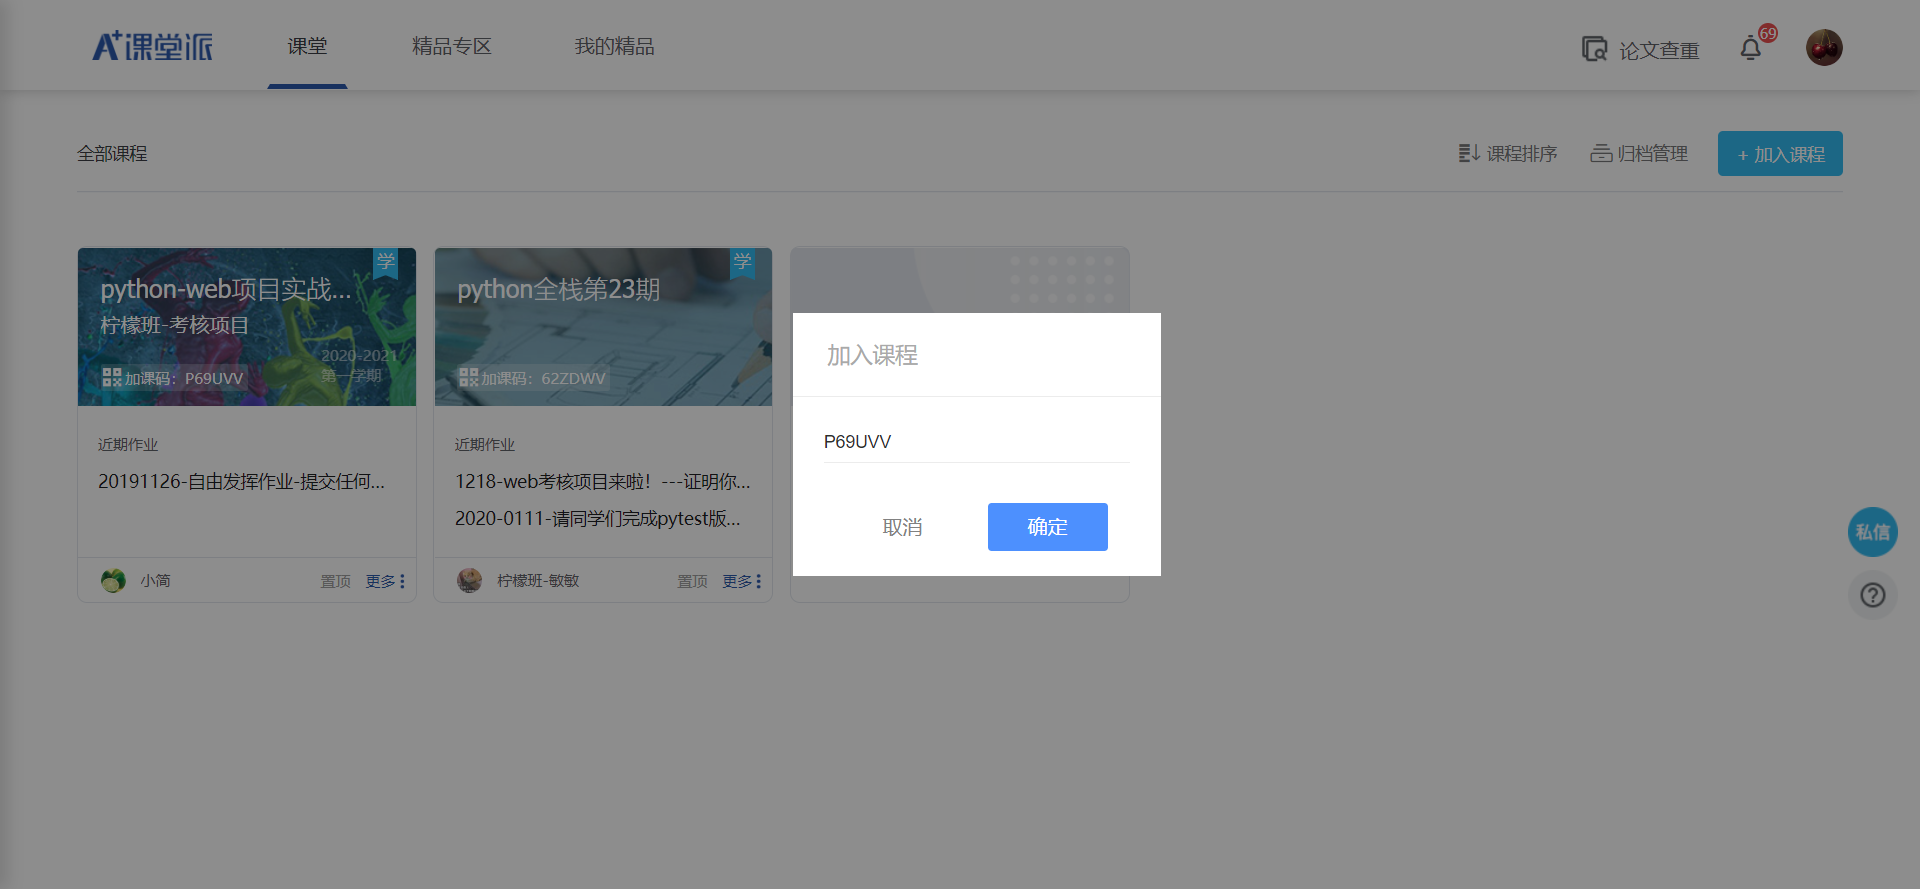 A+课堂派
课堂
精品专区
我的精品
论文查重
69
全部课程
课程排序
归档管理
+ 加入课程
学
python-web项目实战...
柠檬班-考核项目
2020-2021
第一学期
加课码：P69UVV
近期作业
20191126-自由发挥作业-提交任何...
小简
置顶
更多
学
python全栈第23期
加课码：62ZDWV
近期作业
1218-web考核项目来啦！---证明你...
2020-0111-请同学们完成pytest版...
柠檬班-敏敏
置顶
更多
加入课程
P69UVV
取消
确定
私信